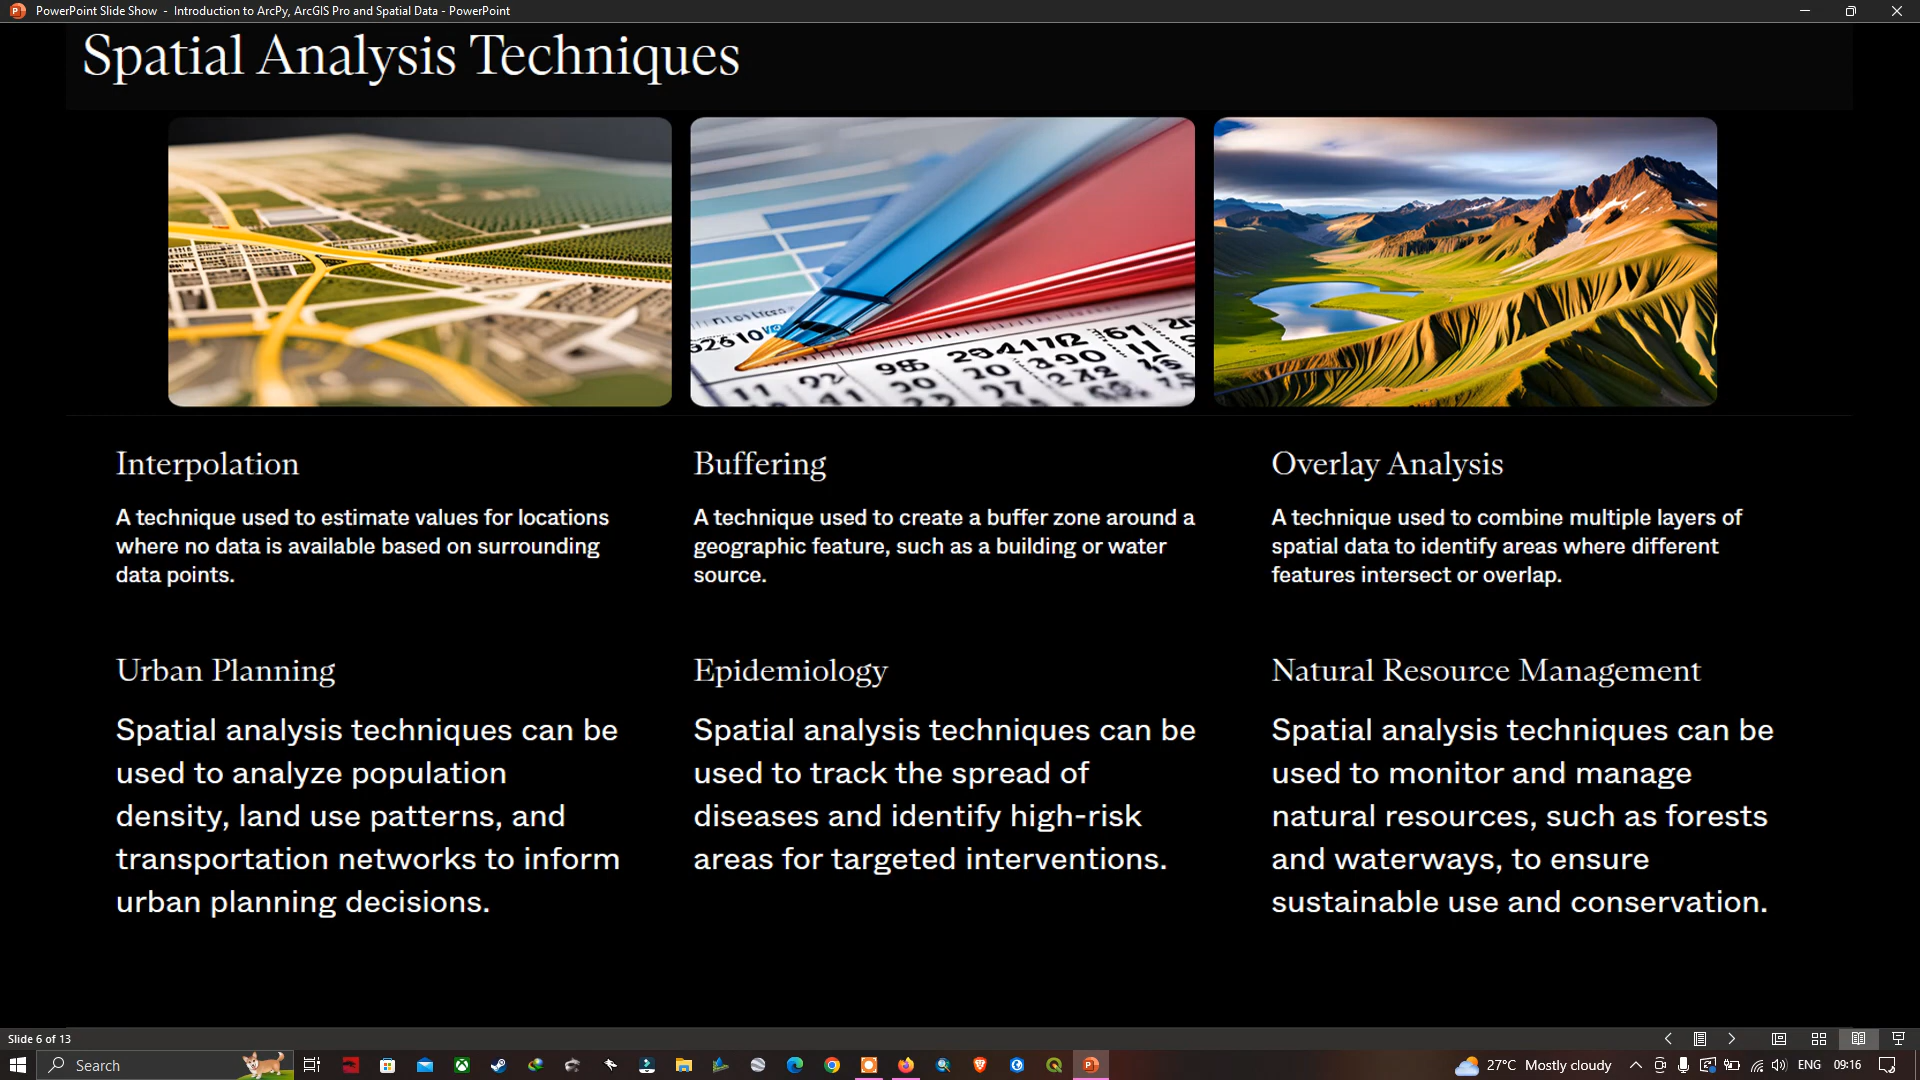 PowerPoint Slide Show - Introduction to ArcPy, ArcGIS Pro and Spatial Data - PowerPoint
Spatial Analysis Techniques
Interpolation
A technique used to estimate values for locations
where no data is available based on surrounding
data points.
Buffering
A technique used to create a buffer zone around a
geographic feature, such as a building or water
source.
Overlay Analysis
A technique used to combine multiple layers of
spatial data to identify areas where different
features intersect or overlap.
Urban Planning
Spatial analysis techniques can be
used to analyze population
density, land use patterns, and
transportation networks to inform
urban planning decisions.
Epidemiology
Spatial analysis techniques can be
used to track the spread of
diseases and identify high-risk
areas for targeted interventions.
Natural Resource Management
Spatial analysis techniques can be
used to monitor and manage
natural resources, such as forests
and waterways, to ensure
sustainable use and conservation.
Slide 6 of 13
Search
27°C Mostly cloudy
ENG
09:16